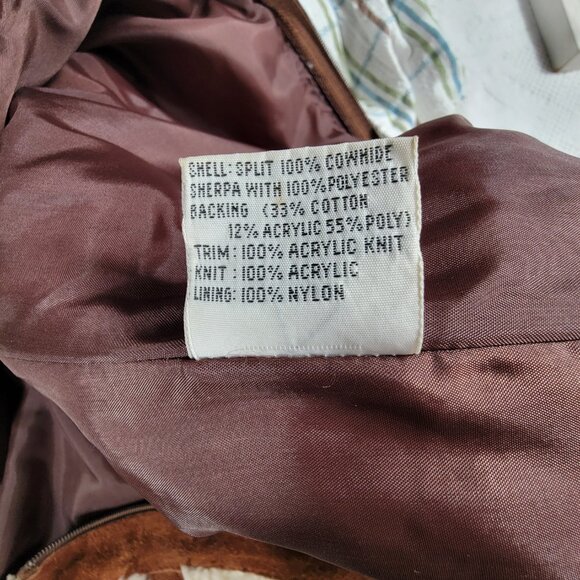 SHELL: SPLIT 100% COWHIDE
SHERPA WITH 100% POLYESTER
BACKING (33% COTTON
12% ACRYLIC 55% POLY)
TRIM: 100% ACRYLIC KNIT
KNIT: 100% ACRYLIC
LINING: 100% NYLON